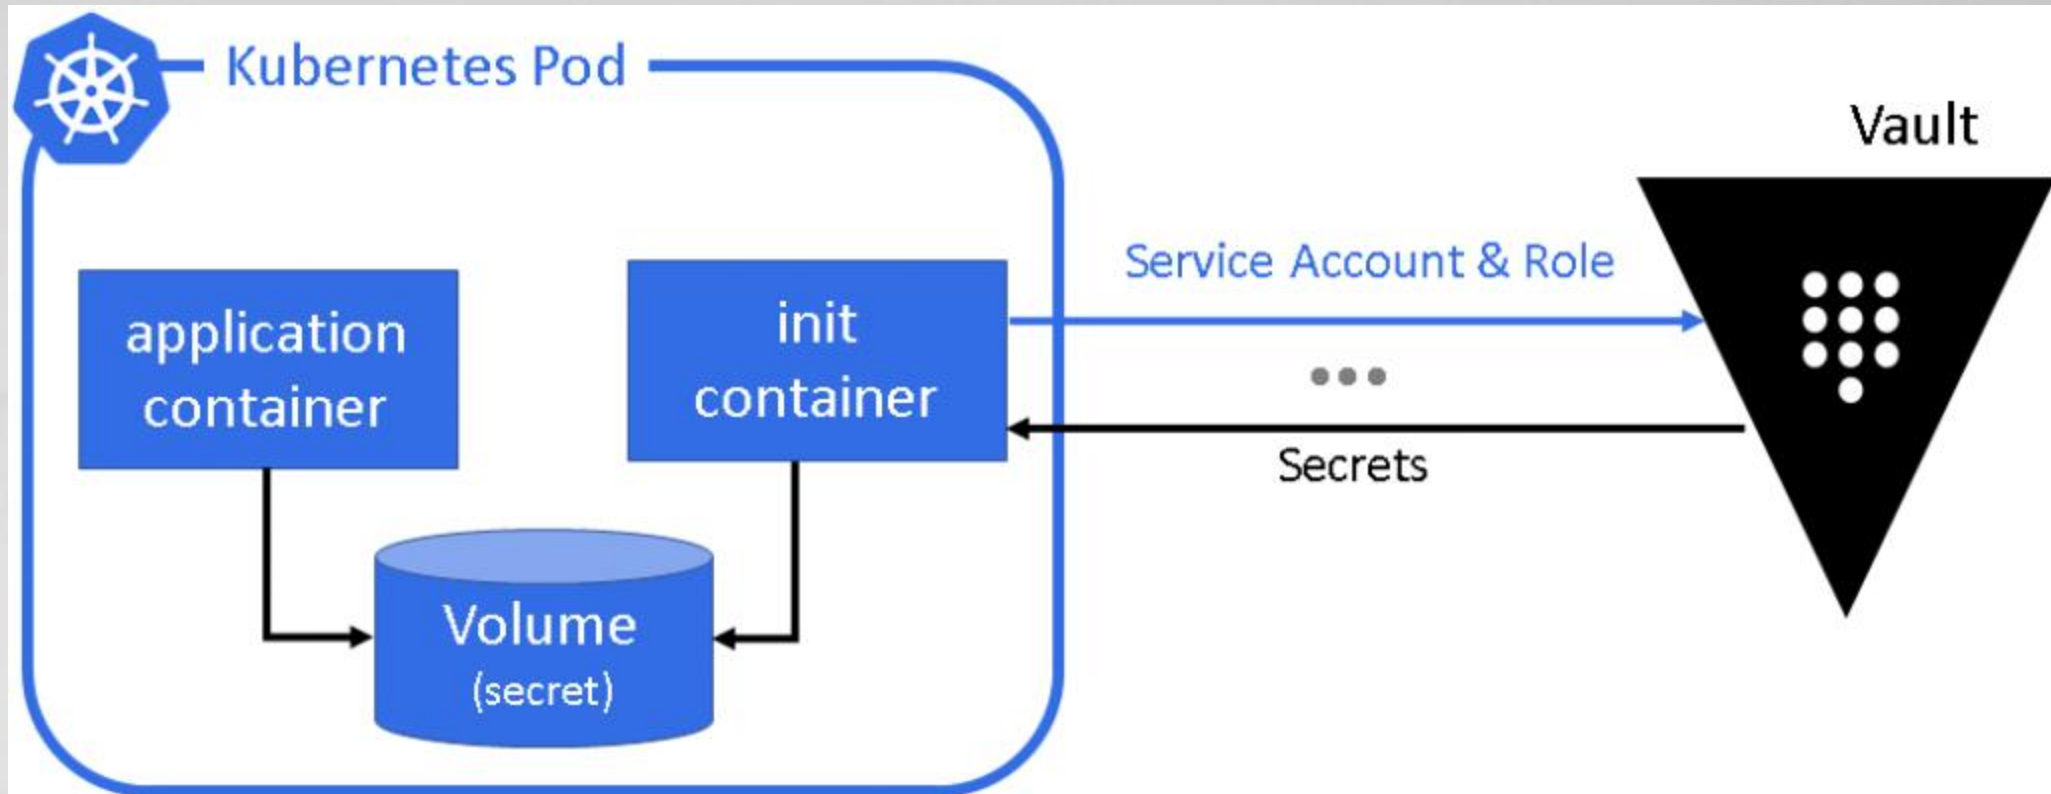 Kubernetes Pod
Vault
Service Account & Role
application
container
init
container
Secrets
Volume
(secret)